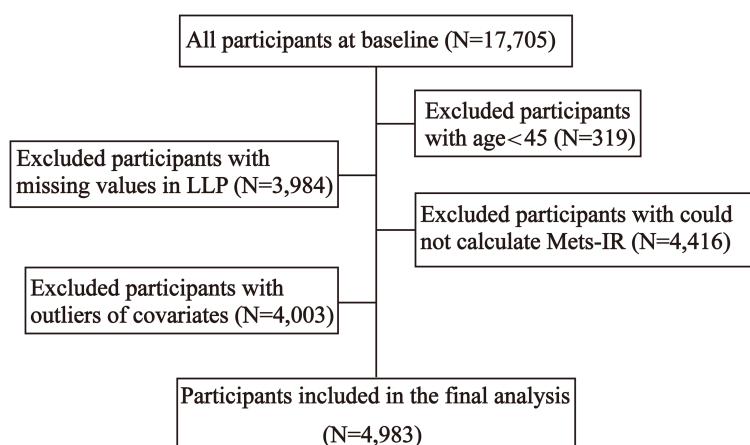 All participants at baseline (N=17,705)
Excluded participants
with age<45 (N=319)
Excluded participants with
missing values in LLP (N=3,984)
Excluded participants with could
not calculate Mets-IR (N=4,416)
Excluded participants with
outliers of covariates (N=4,003)
Participants included in the final analysis
(N=4,983)